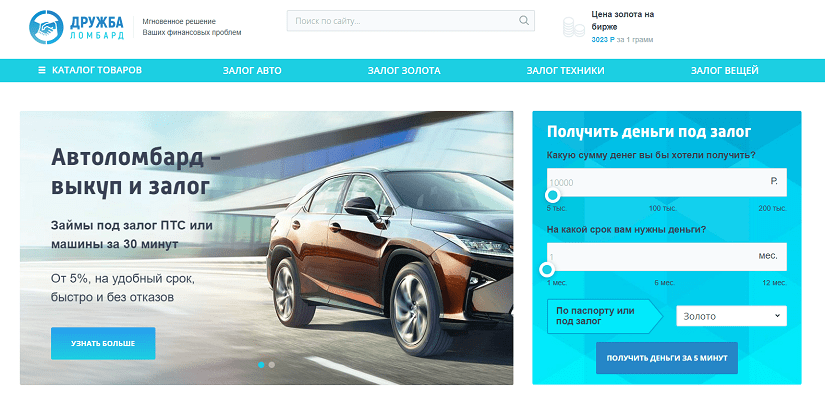 ДРУЖБА
ЛОМБАРД
Мгновенное решение
Ваших финансовых проблем
Поиск по сайту...
Цена золота на
бирже
3023 Р за 1 грамм
КАТАЛОГ ТОВАРОВ
ЗАЛОГ АВТО
ЗАЛОГ ЗОЛОТА
ЗАЛОГ ТЕХНИКИ
ЗАЛОГ ВЕЩЕЙ
Автоломбард -
выкуп и залог
Займы под залог ПТС или
машины за 30 минут
От 5%, на удобный срок,
быстро и без отказов
УЗНАТЬ БОЛЬШЕ
Получить деньги под залог
Какую сумму денег вы бы хотели получить?
10000 Р.
5 тыс. 100 тыс. 200 тыс.
На какой срок вам нужны деньги?
1 мес.
1 мес. 5 мес. 12 мес.
По паспорту или
под залог
Золото
ПОЛУЧИТЬ ДЕНЬГИ ЗА 5 МИНУТ